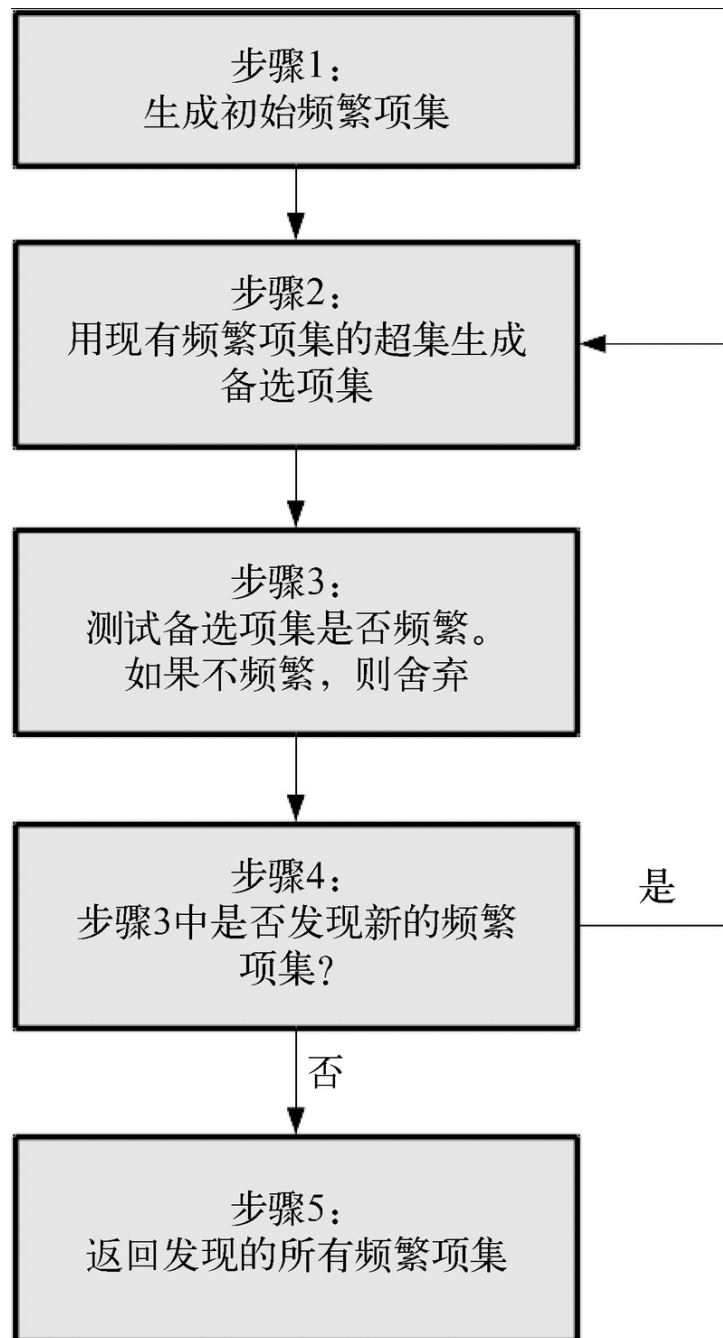 步骤1：
生成初始频繁项集
步骤2：
用现有频繁项集的超集生成
备选项集
步骤3：
测试备选项集是否频繁。
如果不频繁，则舍弃
步骤4：
步骤3中是否发现新的频繁
项集？
是
否
步骤5：
返回发现的所有频繁项集